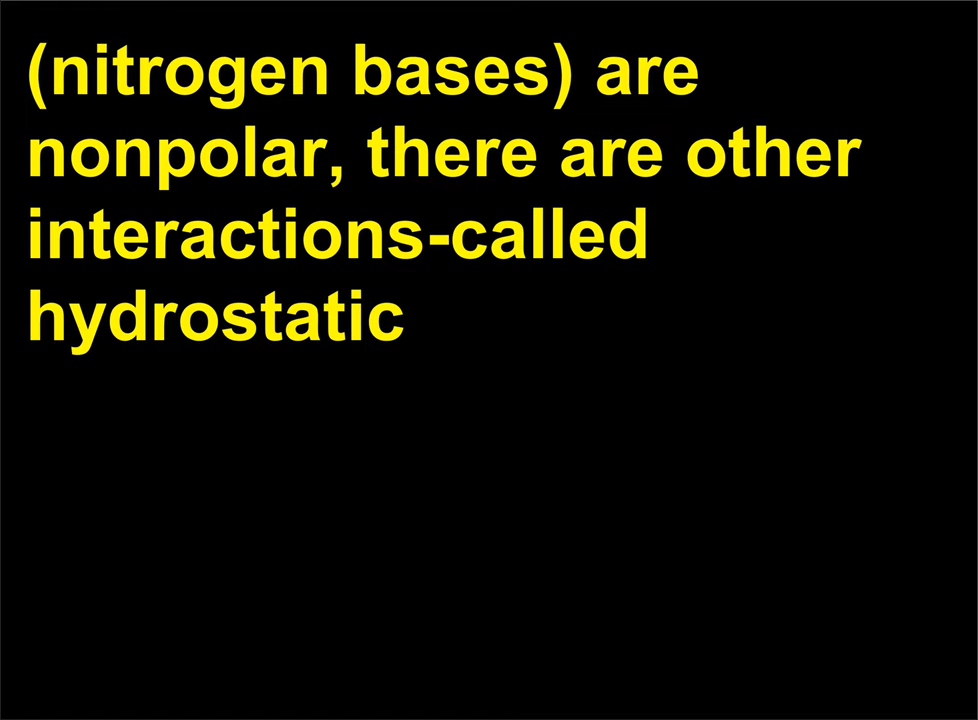 (nitrogen bases) are
nonpolar, there are other
interactions-called
hydrostatic